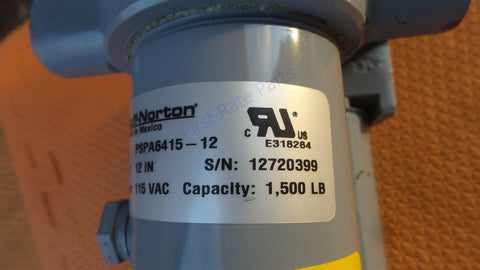 ff-Norton®
in Mexico
C US
E318264
PSPA6415-12
12 IN S/N: 12720399
115 VAC Capacity: 1,500 LB
First Rate Parts